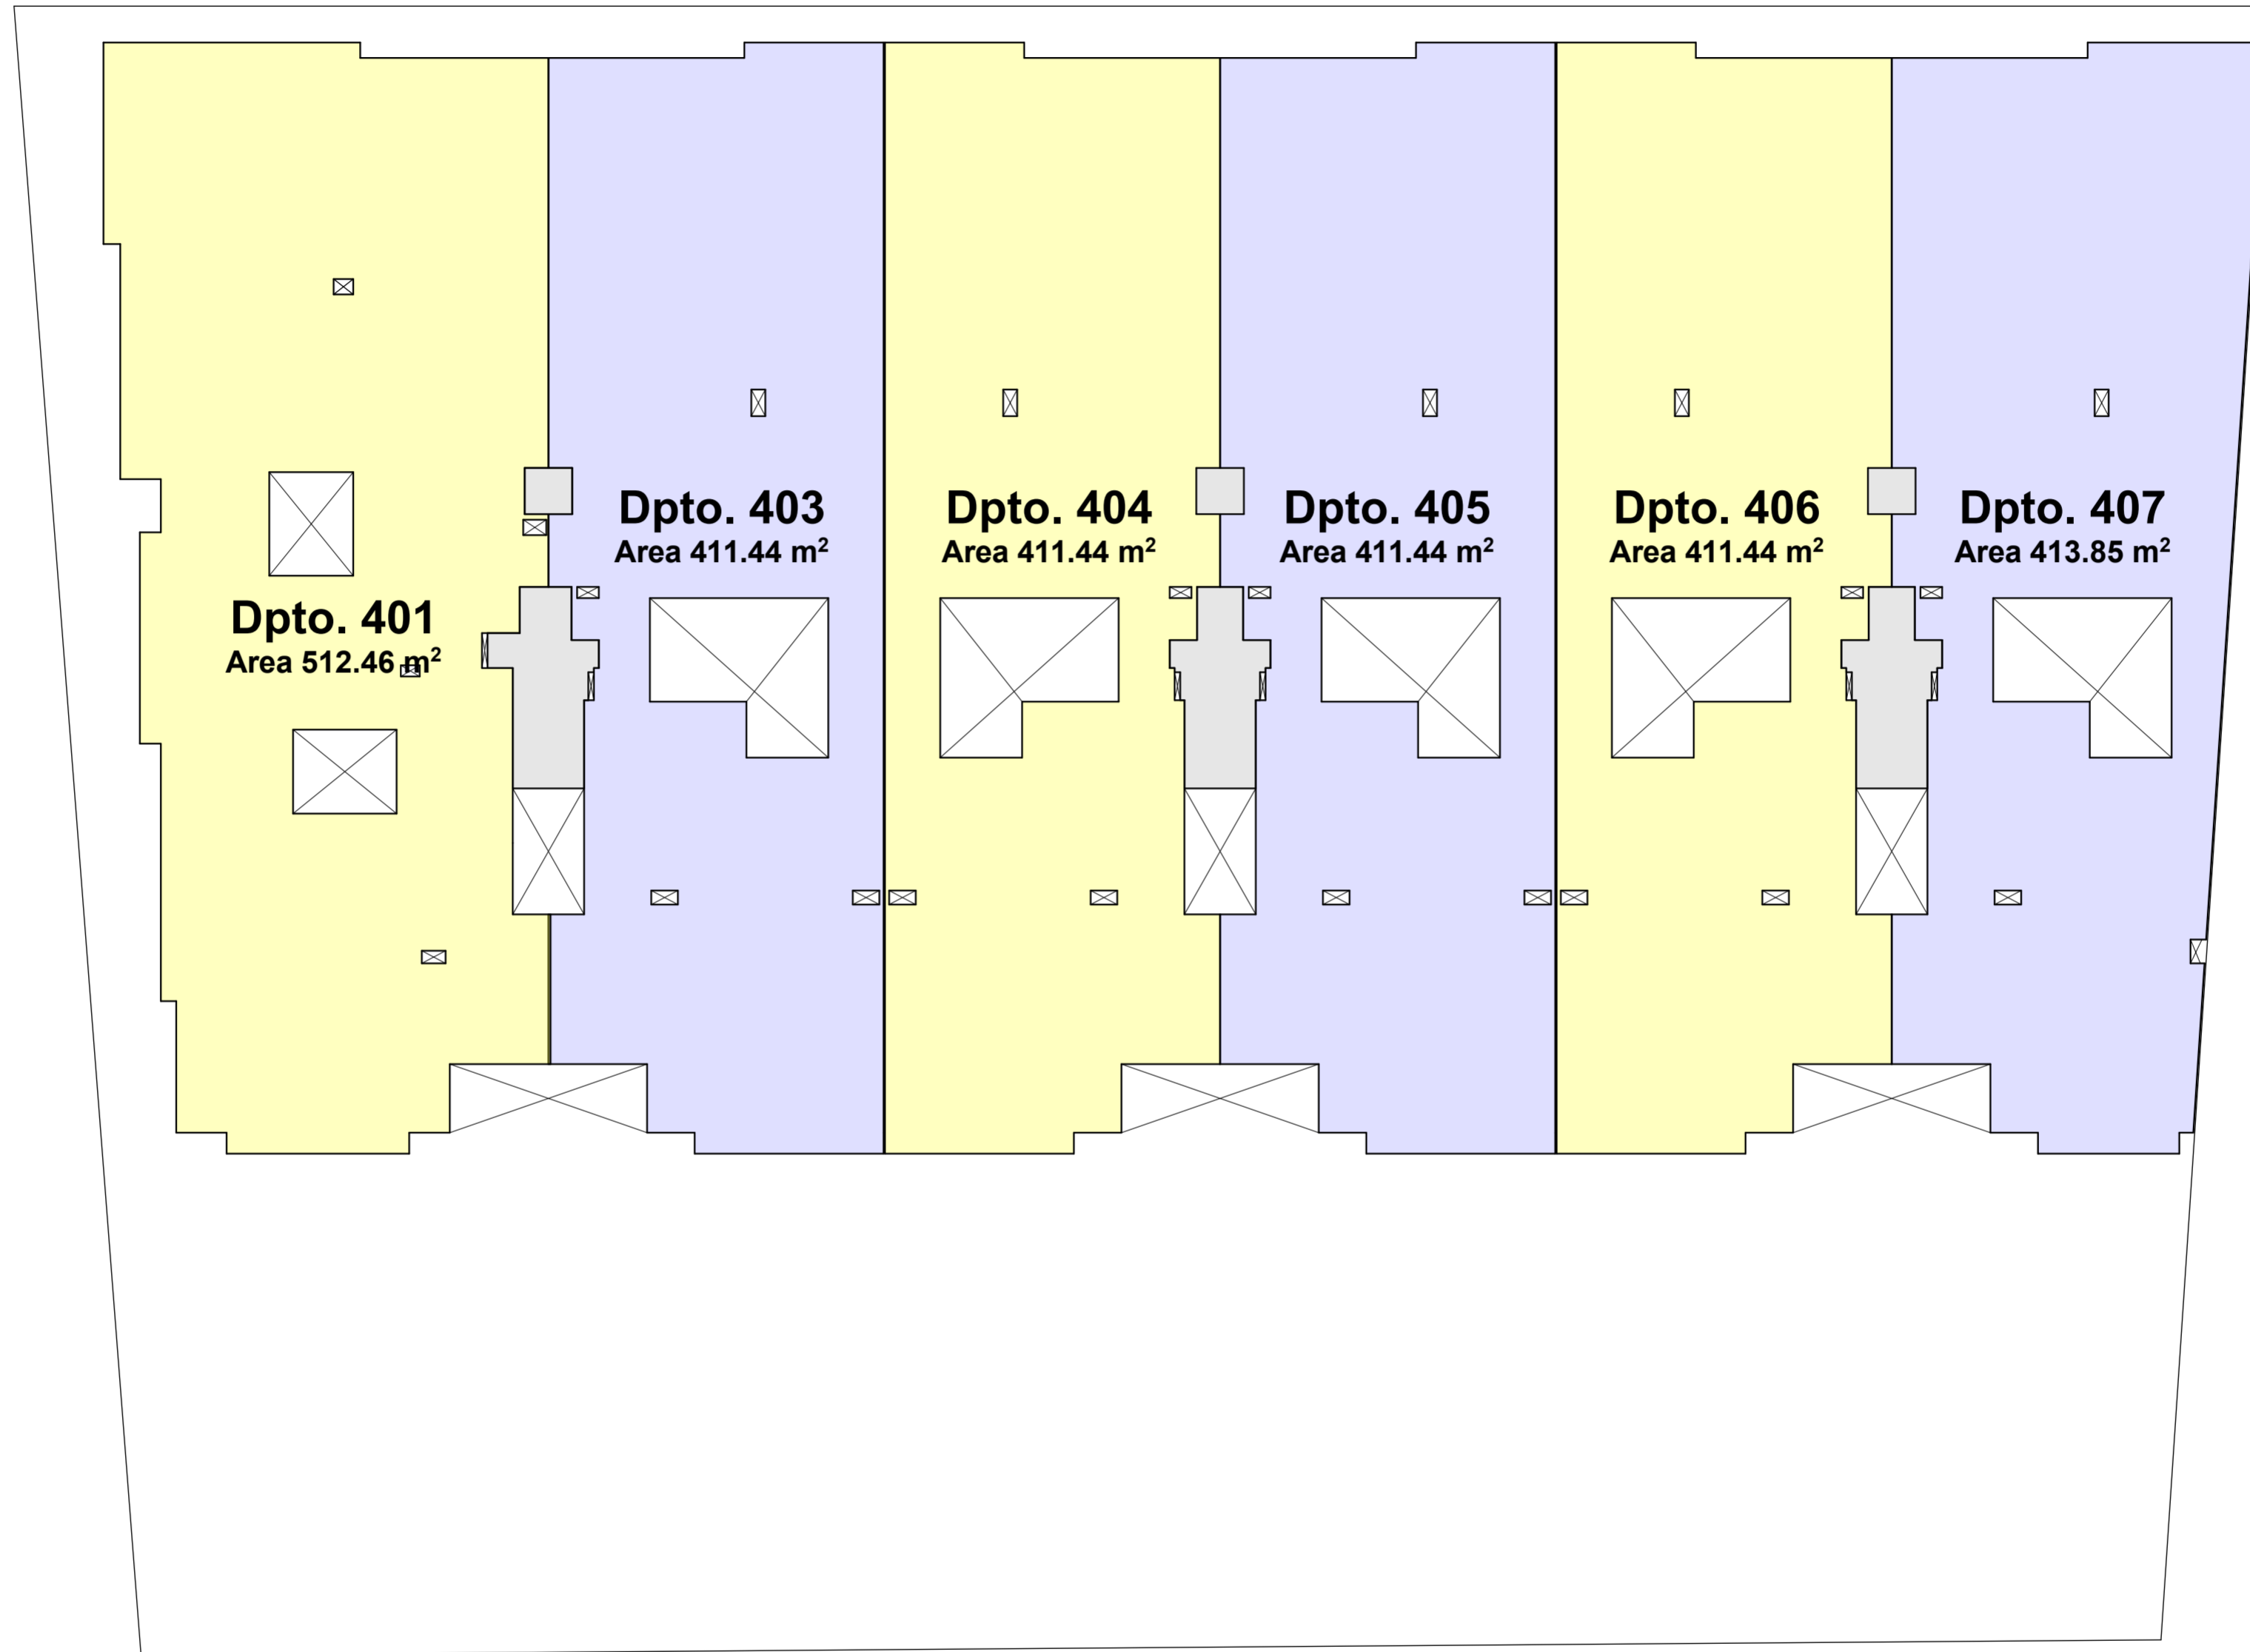 Dpto. 401
Area 512.46 m²
Dpto. 403
Area 411.44 m²
Dpto. 404
Area 411.44 m²
Dpto. 405
Area 411.44 m²
Dpto. 406
Area 411.44 m²
Dpto. 407
Area 413.85 m²